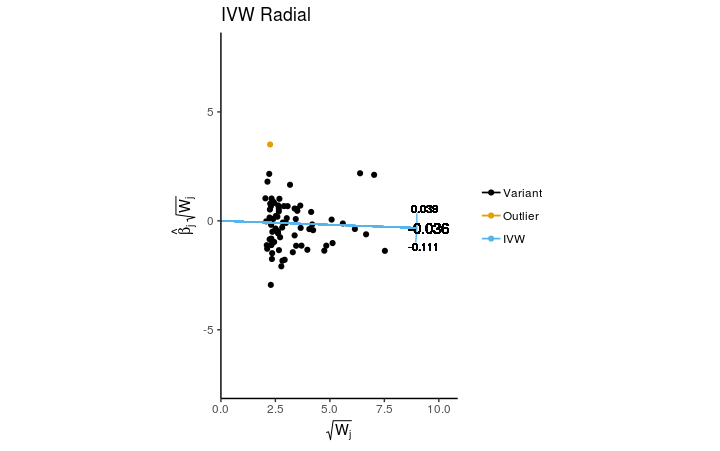 IVW Radial
5
0
-5
β̂j√Wj
0.039
-0.036
-0.111
0.0
2.5
5.0
7.5
10.0
√Wj
Variant
Outlier
IVW